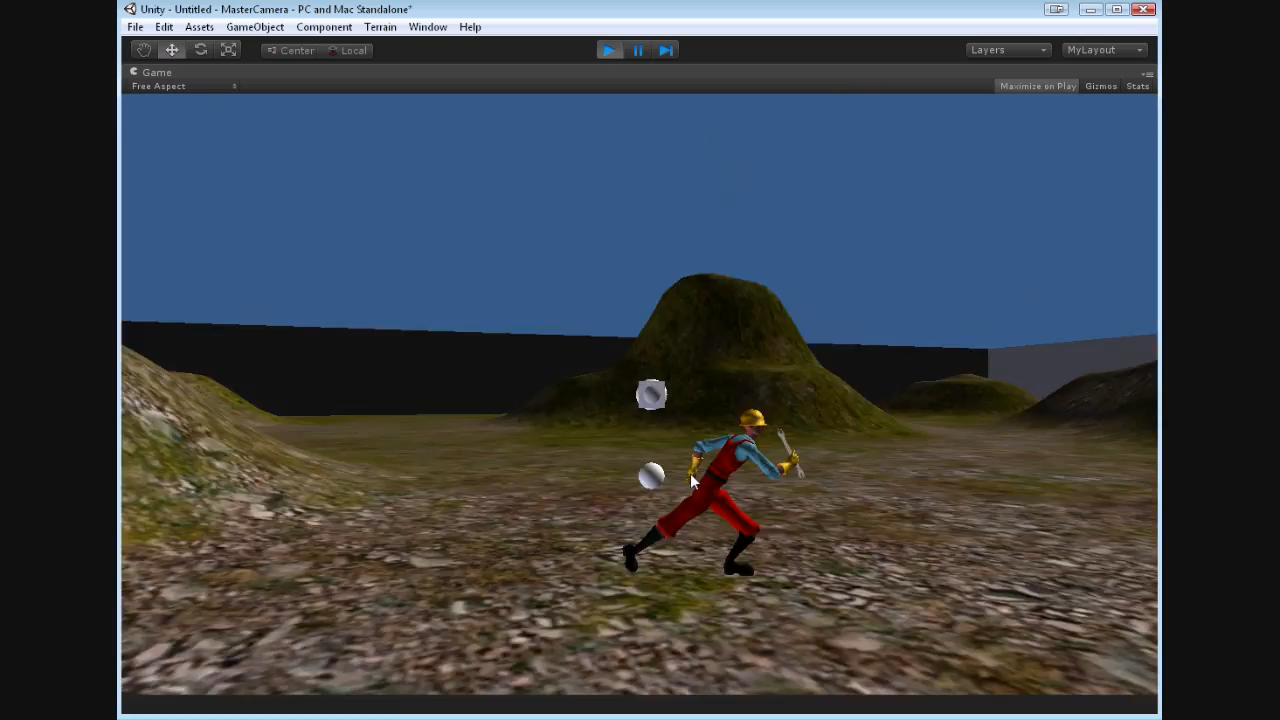 Unity - Untitled - MasterCamera - PC and Mac Standalone*
File Edit Assets GameObject Component Terrain Window Help
Center Local Layers MyLayout
Game
Free Aspect Maximize on Play Gizmos Stats